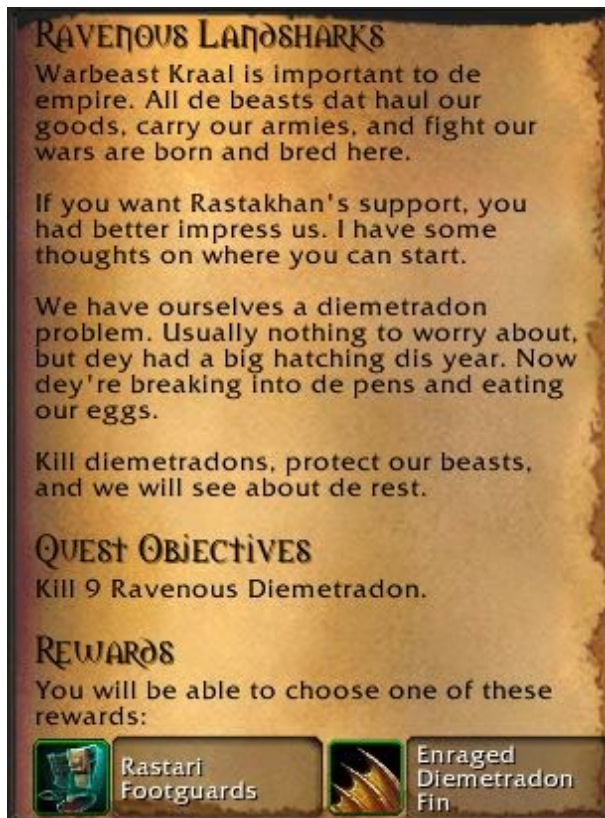 Ravenous Landsharks
Warbeast Kraal is important to de
empire. All de beasts dat haul our
goods, carry our armies, and fight our
wars are born and bred here.
If you want Rastakhan's support, you
had better impress us. I have some
thoughts on where you can start.
We have ourselves a diemetradon
problem. Usually nothing to worry about,
but dey had a big hatching dis year. Now
dey're breaking into de pens and eating
our eggs.
Kill diemetradons, protect our beasts,
and we will see about de rest.
Quest Objectives
Kill 9 Ravenous Diemetradon.
Rewards
You will be able to choose one of these
rewards:
Rastari
Footguards
Enraged
Diemetradon
Fin